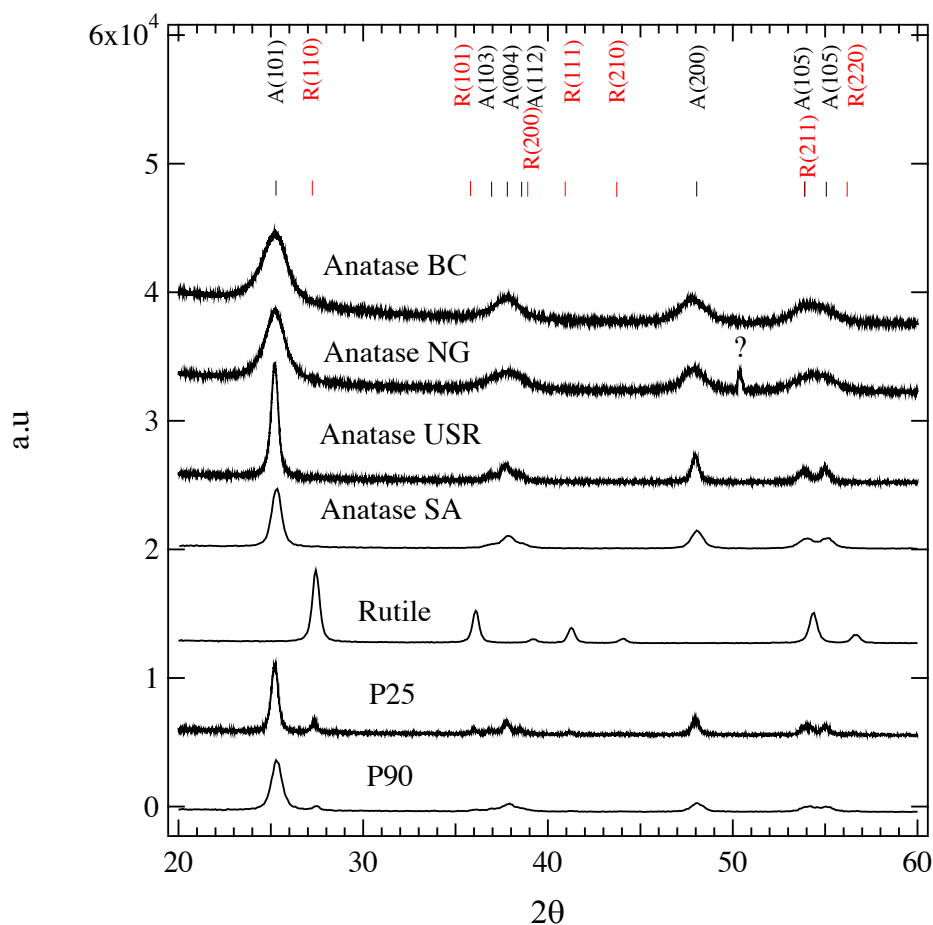 6x10⁴
5
4
3
2
1
0
a.u
A(101)
R(110)
R(101)
A(103)
A(004)
A(112)
R(200)
R(111)
R(210)
A(200)
A(105)
R(211)
A(105)
R(220)
Anatase BC
Anatase NG
?
Anatase USR
Anatase SA
Rutile
P25
P90
20
30
40
50
60
2θ